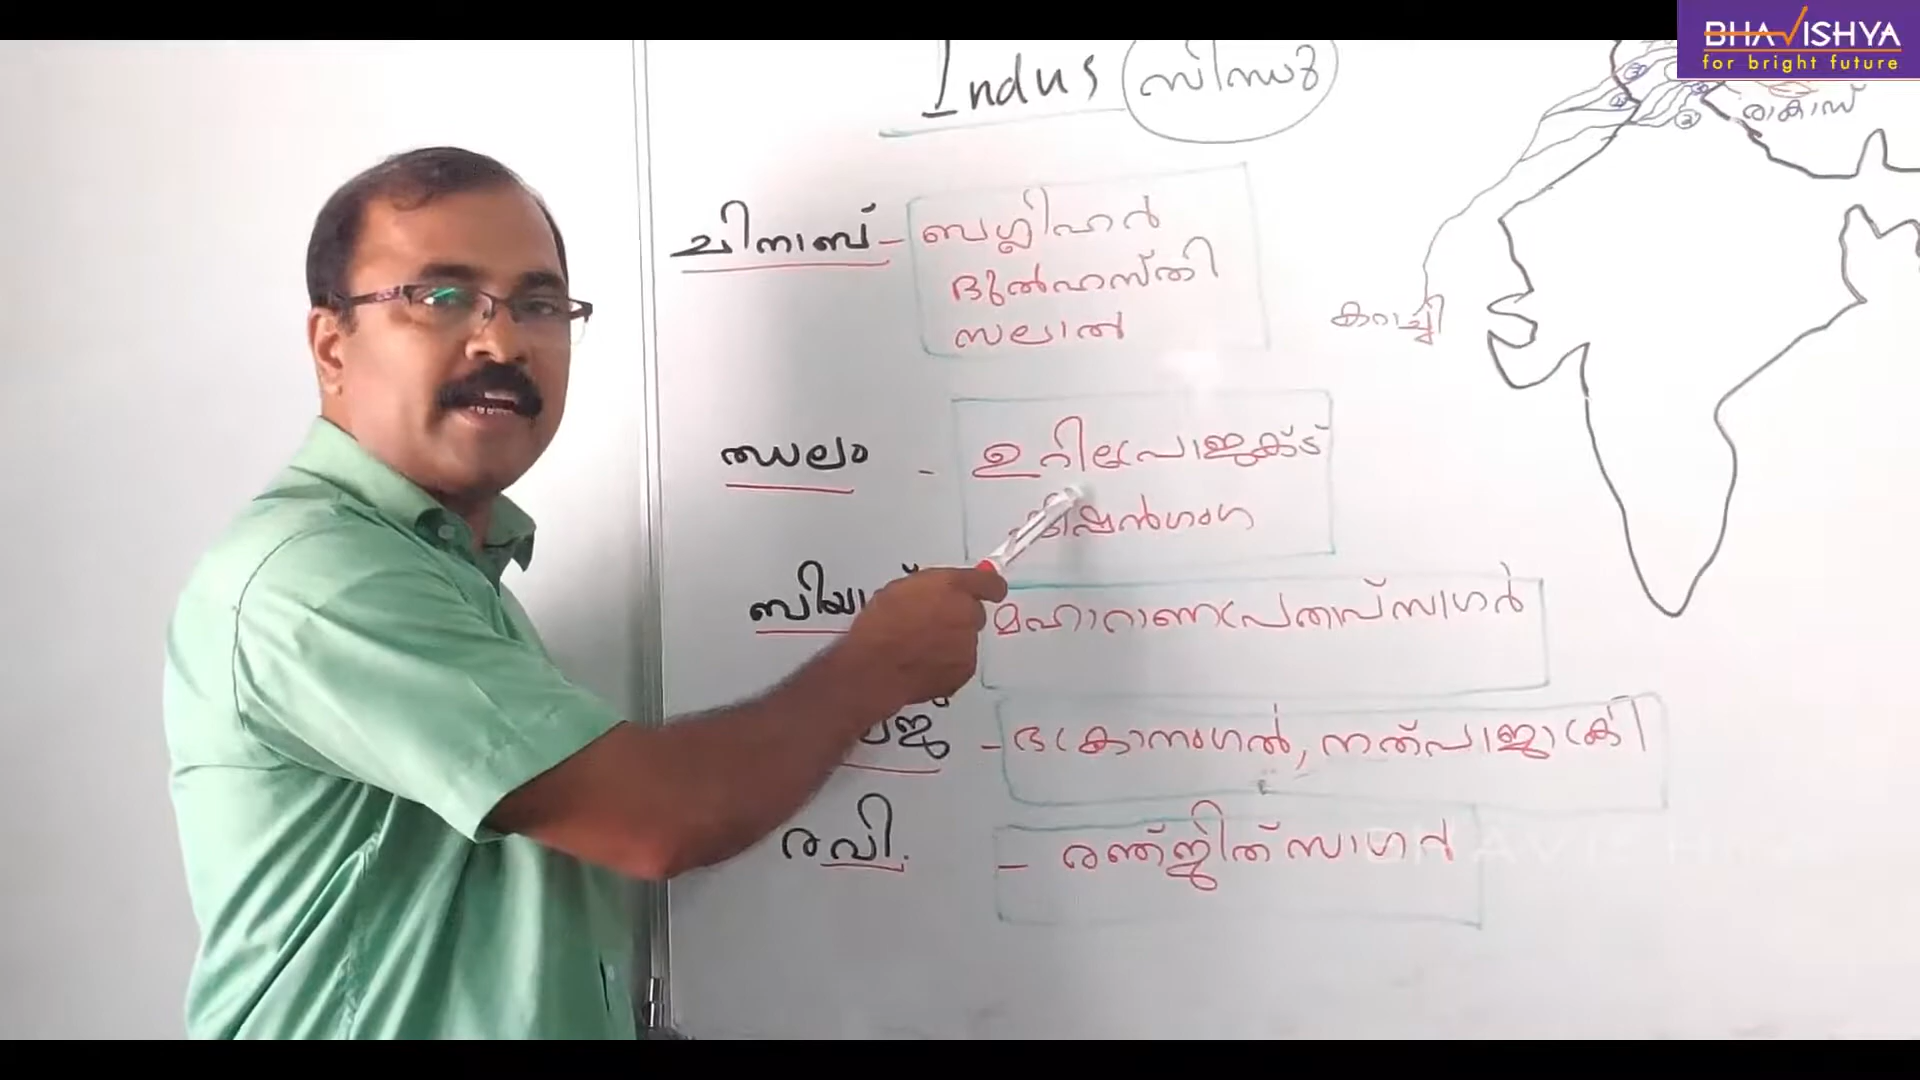 BHAVISHYA
for bright future
Indus സിന്ധു
രാകാസ്
ചിനാബ് - ബഗ്ലിഹർ
ദുൽഹസ്തി
സലാൽ
കറാച്ചി
ഝലം - ഉറി പ്രൊജക്ട്
കിഷൻഗംഗ
മഹാറാണപ്രതാപ് സാഗർ
- ഭക്രാനംഗൽ, നത്പാജാക്രി
രവി. - രഞ്ജിത് സാഗർ